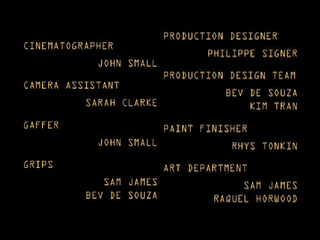 CINEMATOGRAPHER
JOHN SMALL
CAMERA ASSISTANT
SARAH CLARKE
GAFFER
JOHN SMALL
GRIPS
SAM JAMES
BEV DE SOUZA
PRODUCTION DESIGNER
PHILIPPE SIGNER
PRODUCTION DESIGN TEAM
BEV DE SOUZA
KIM TRAN
PAINT FINISHER
RHYS TONKIN
ART DEPARTMENT
SAM JAMES
RAQUEL HORWOOD